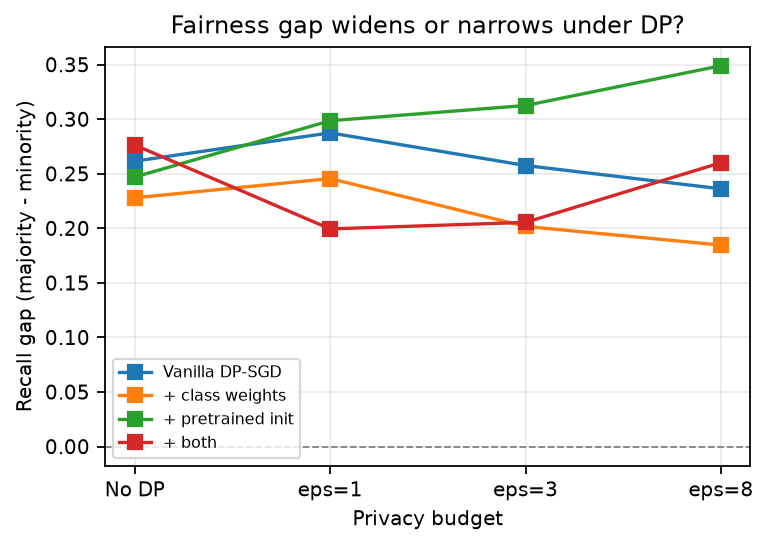 Fairness gap widens or narrows under DP?
Recall gap (majority - minority)
0.35
0.30
0.25
0.20
0.15
0.10
0.05
0.00
Vanilla DP-SGD
+ class weights
+ pretrained init
+ both
No DP
eps=1
eps=3
eps=8
Privacy budget